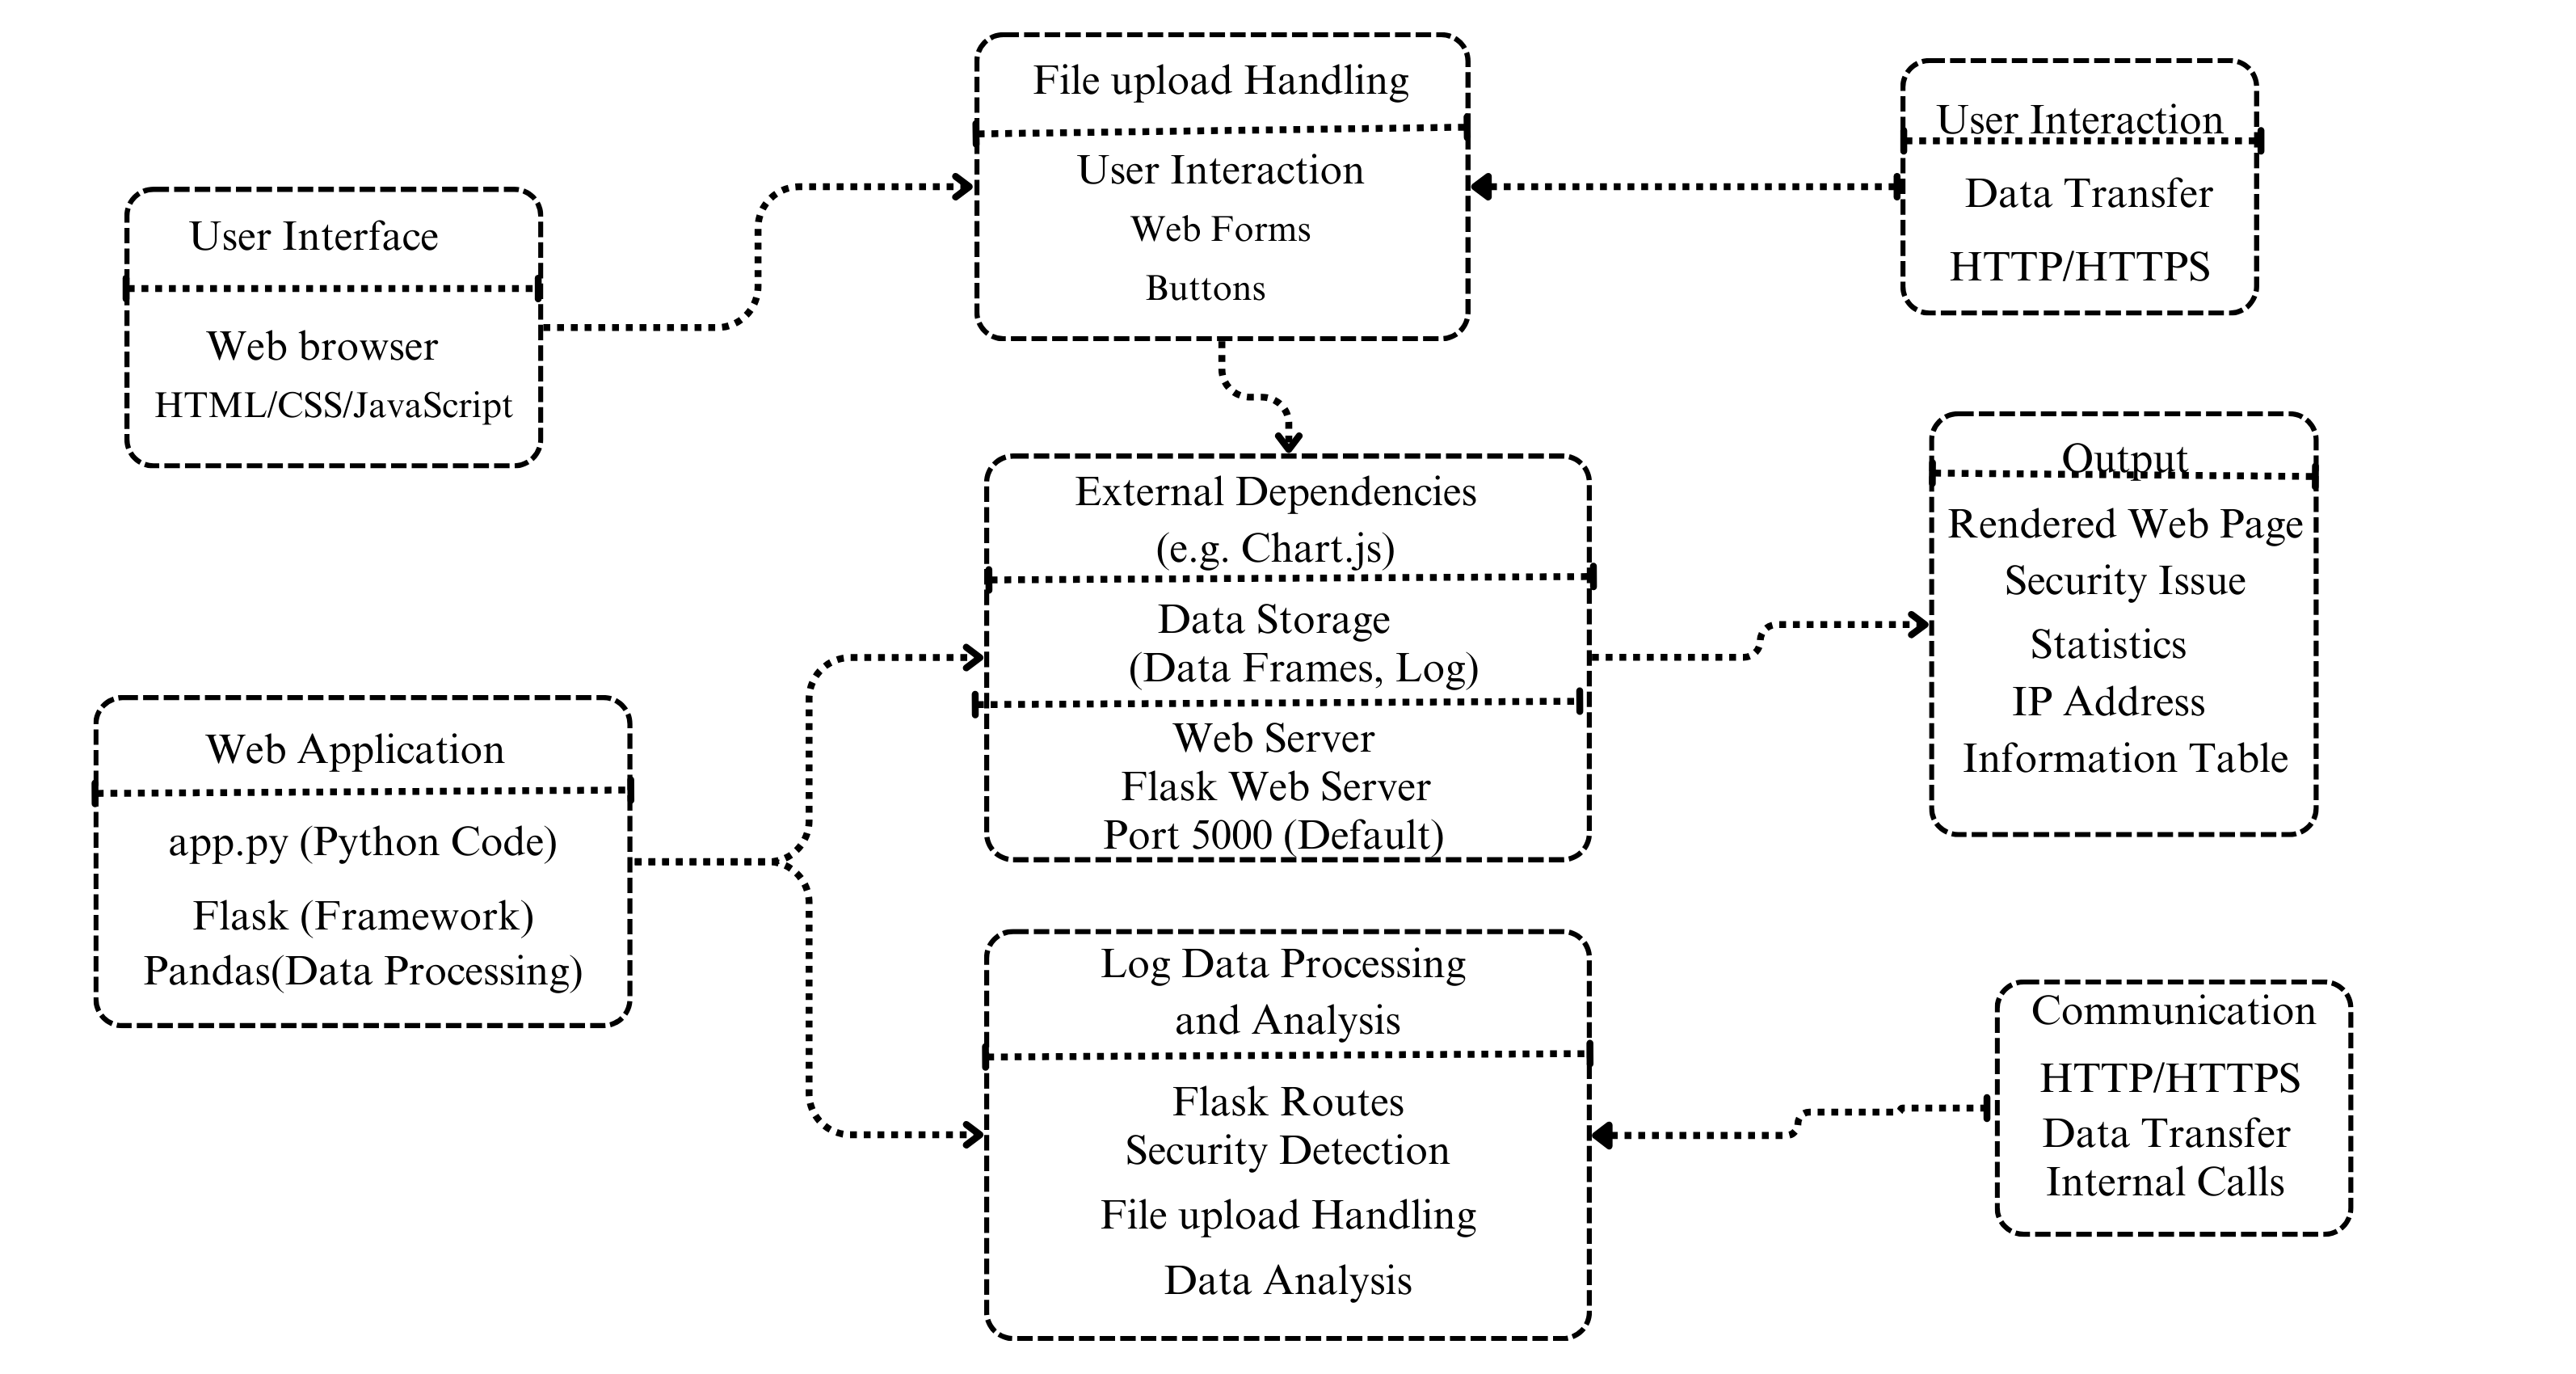 File upload Handling
User Interaction
Web Forms
Buttons
User Interaction
Data Transfer
HTTP/HTTPS
User Interface
Web browser
HTML/CSS/JavaScript
External Dependencies
(e.g. Chart.js)
Data Storage
(Data Frames, Log)
Web Server
Flask Web Server
Port 5000 (Default)
Output
Rendered Web Page
Security Issue
Statistics
IP Address
Information Table
Web Application
app.py (Python Code)
Flask (Framework)
Pandas(Data Processing)
Log Data Processing
and Analysis
Flask Routes
Security Detection
File upload Handling
Data Analysis
Communication
HTTP/HTTPS
Data Transfer
Internal Calls